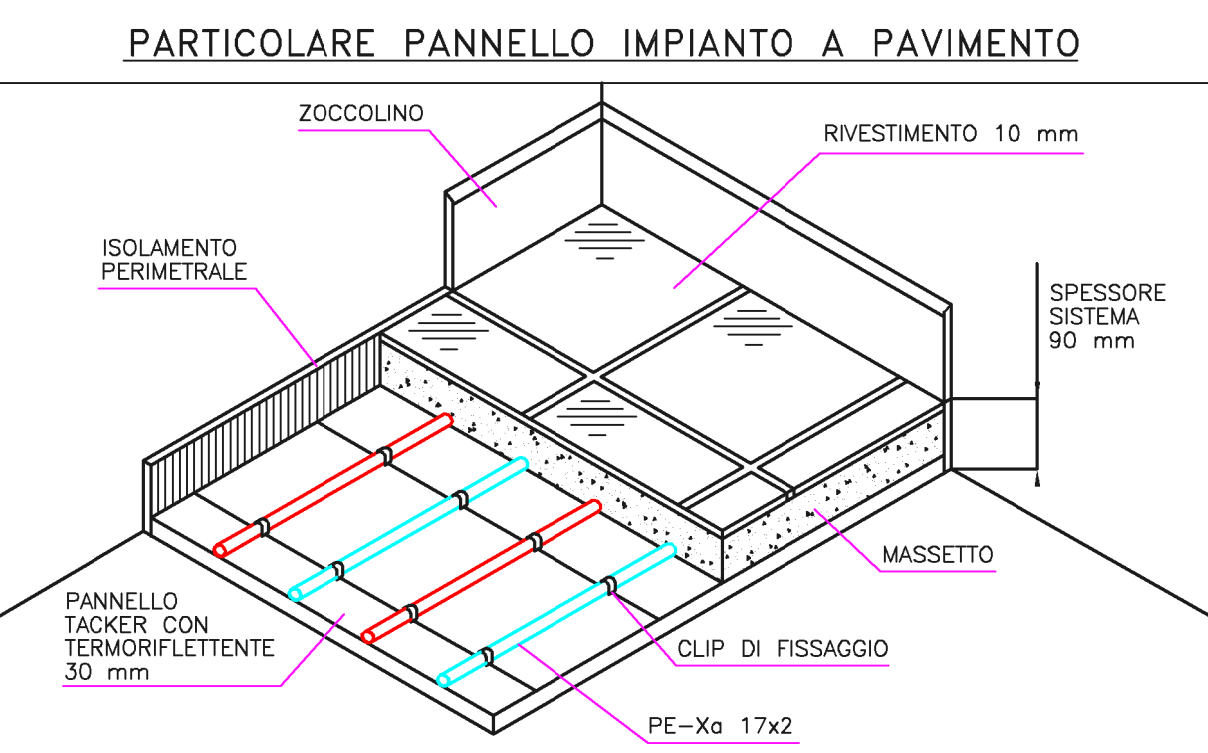 PARTICOLARE PANNELLO IMPIANTO A PAVIMENTO
ZOCCOLINO
RIVESTIMENTO 10 mm
ISOLAMENTO
PERIMETRALE
SPESSORE
SISTEMA
90 mm
MASSETTO
PANNELLO
TACKER CON
TERMORIFLETTENTE
30 mm
CLIP DI FISSAGGIO
PE-Xa 17x2